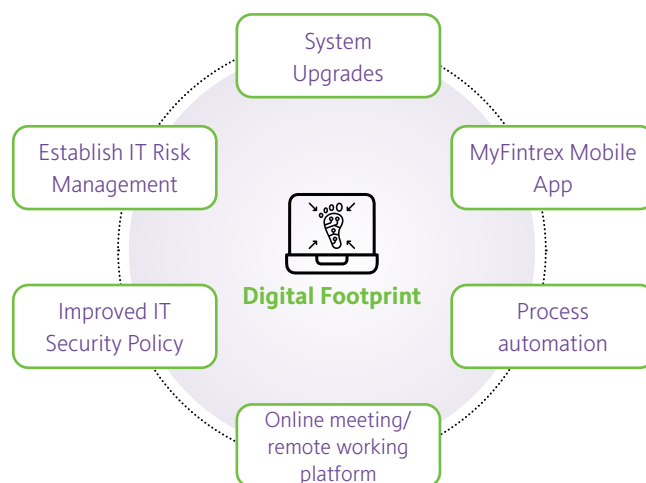 System
Upgrades
Establish IT Risk
Management
MyFintrex Mobile
App
Digital Footprint
Improved IT
Security Policy
Process
automation
Online meeting/
remote working
platform